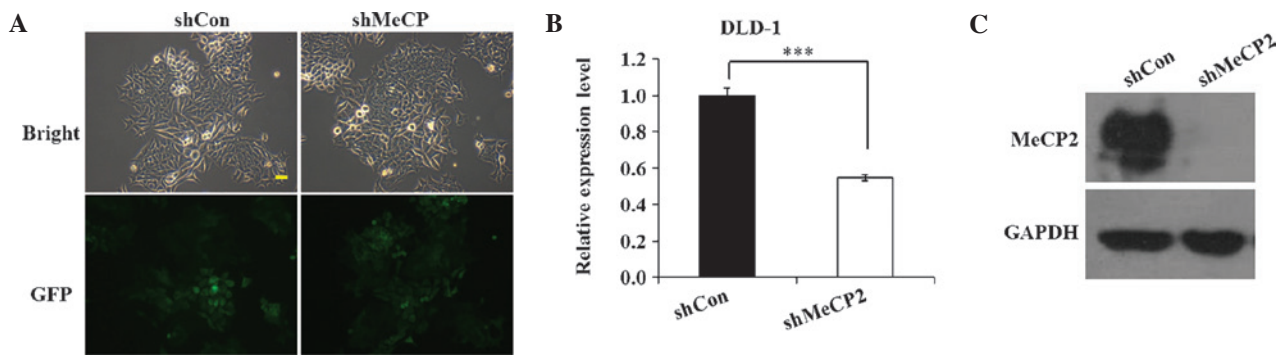 A
shCon
shMeCP
Bright
GFP
B
DLD-1
***
Relative expression level
1.2
1.0
0.8
0.6
0.4
0.2
0.0
shCon
shMeCP2
C
shCon
shMeCP2
MeCP2
GAPDH